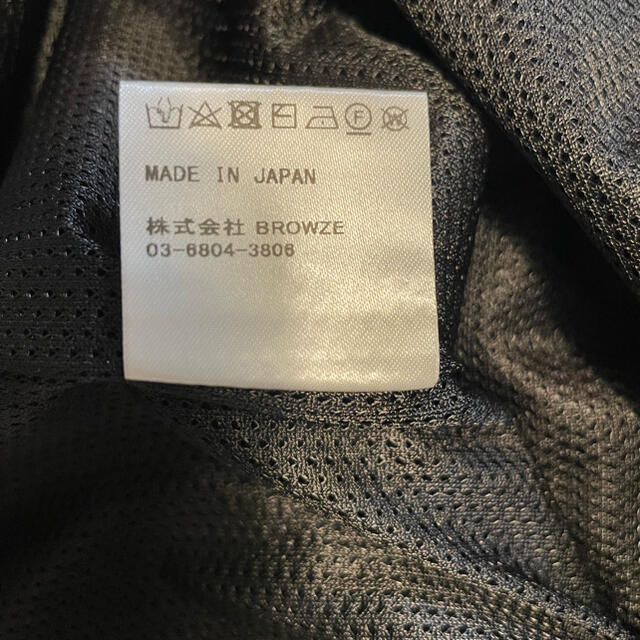 MADE IN JAPAN
株式会社 BROWZE
03-6804-3806